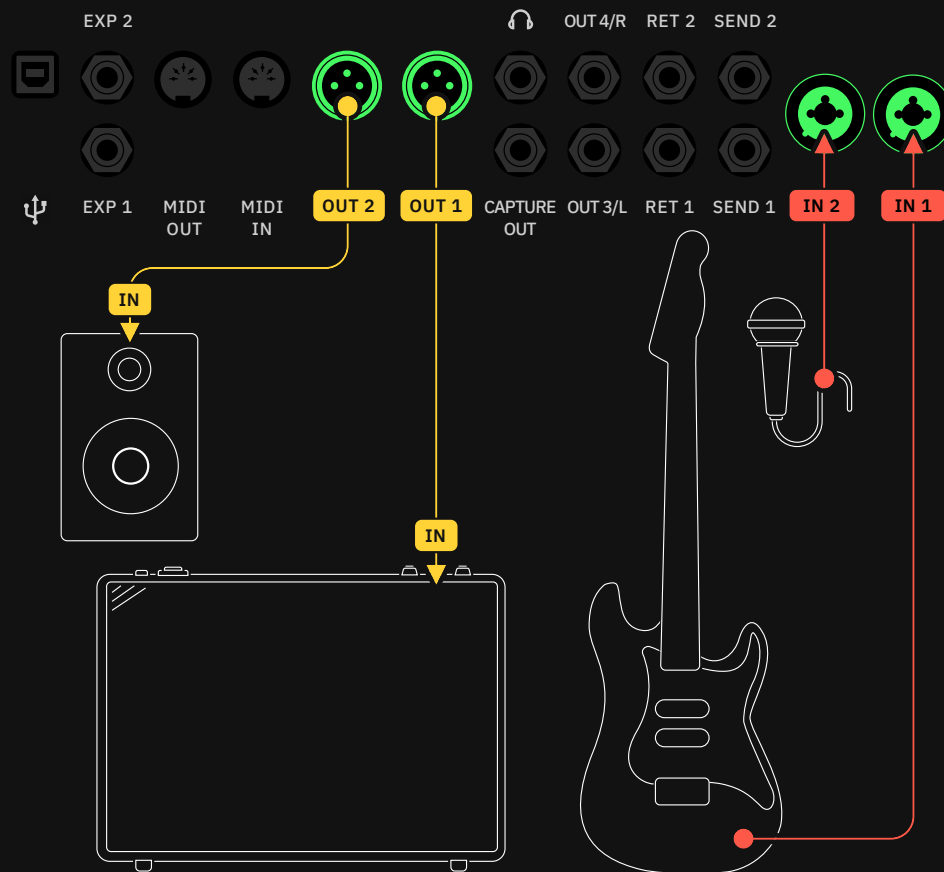 EXP 2
OUT 4/R
RET 2
SEND 2
EXP 1
MIDI
OUT
MIDI
IN
OUT 2
OUT 1
CAPTURE
OUT
OUT 3/L
RET 1
SEND 1
IN 2
IN 1
IN
IN